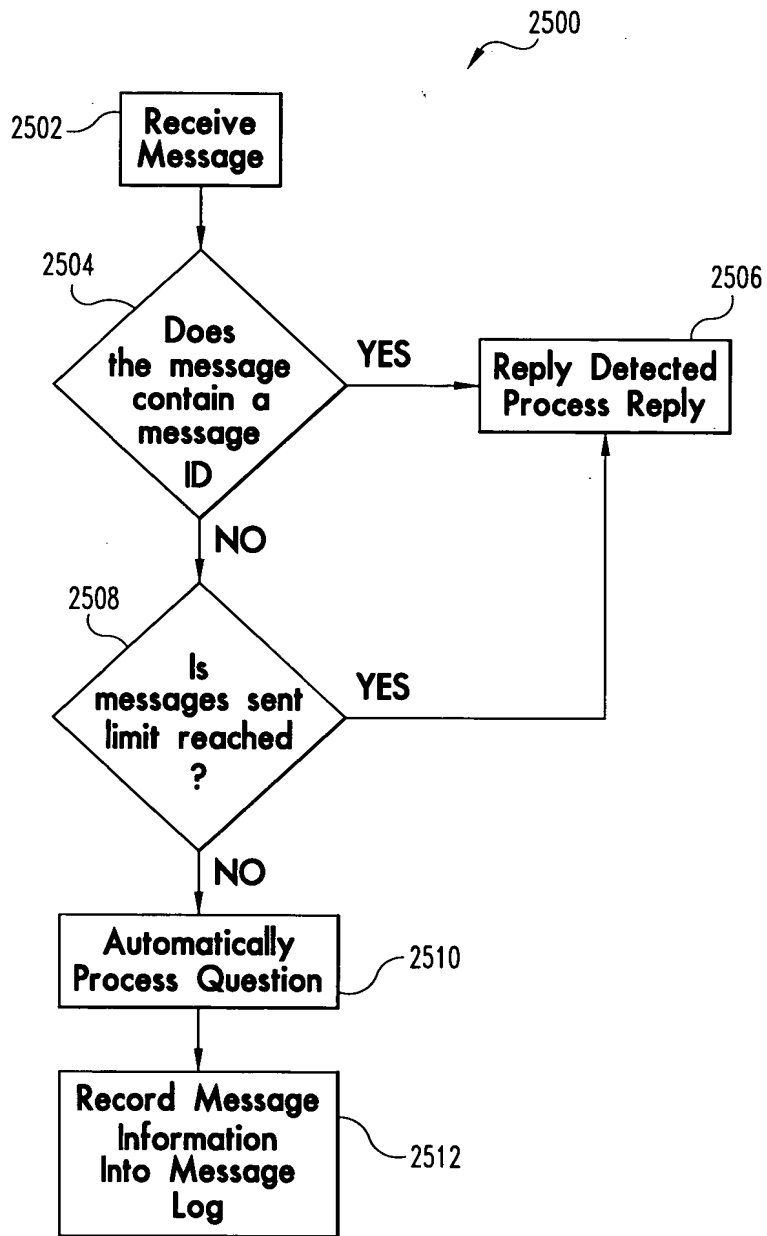 2500
2502
Receive
Message
2504
Does
the message
contain a
message
ID
YES
2506
Reply Detected
Process Reply
NO
2508
Is
messages sent
limit reached
?
YES
NO
Automatically
Process Question
2510
Record Message
Information
Into Message
Log
2512